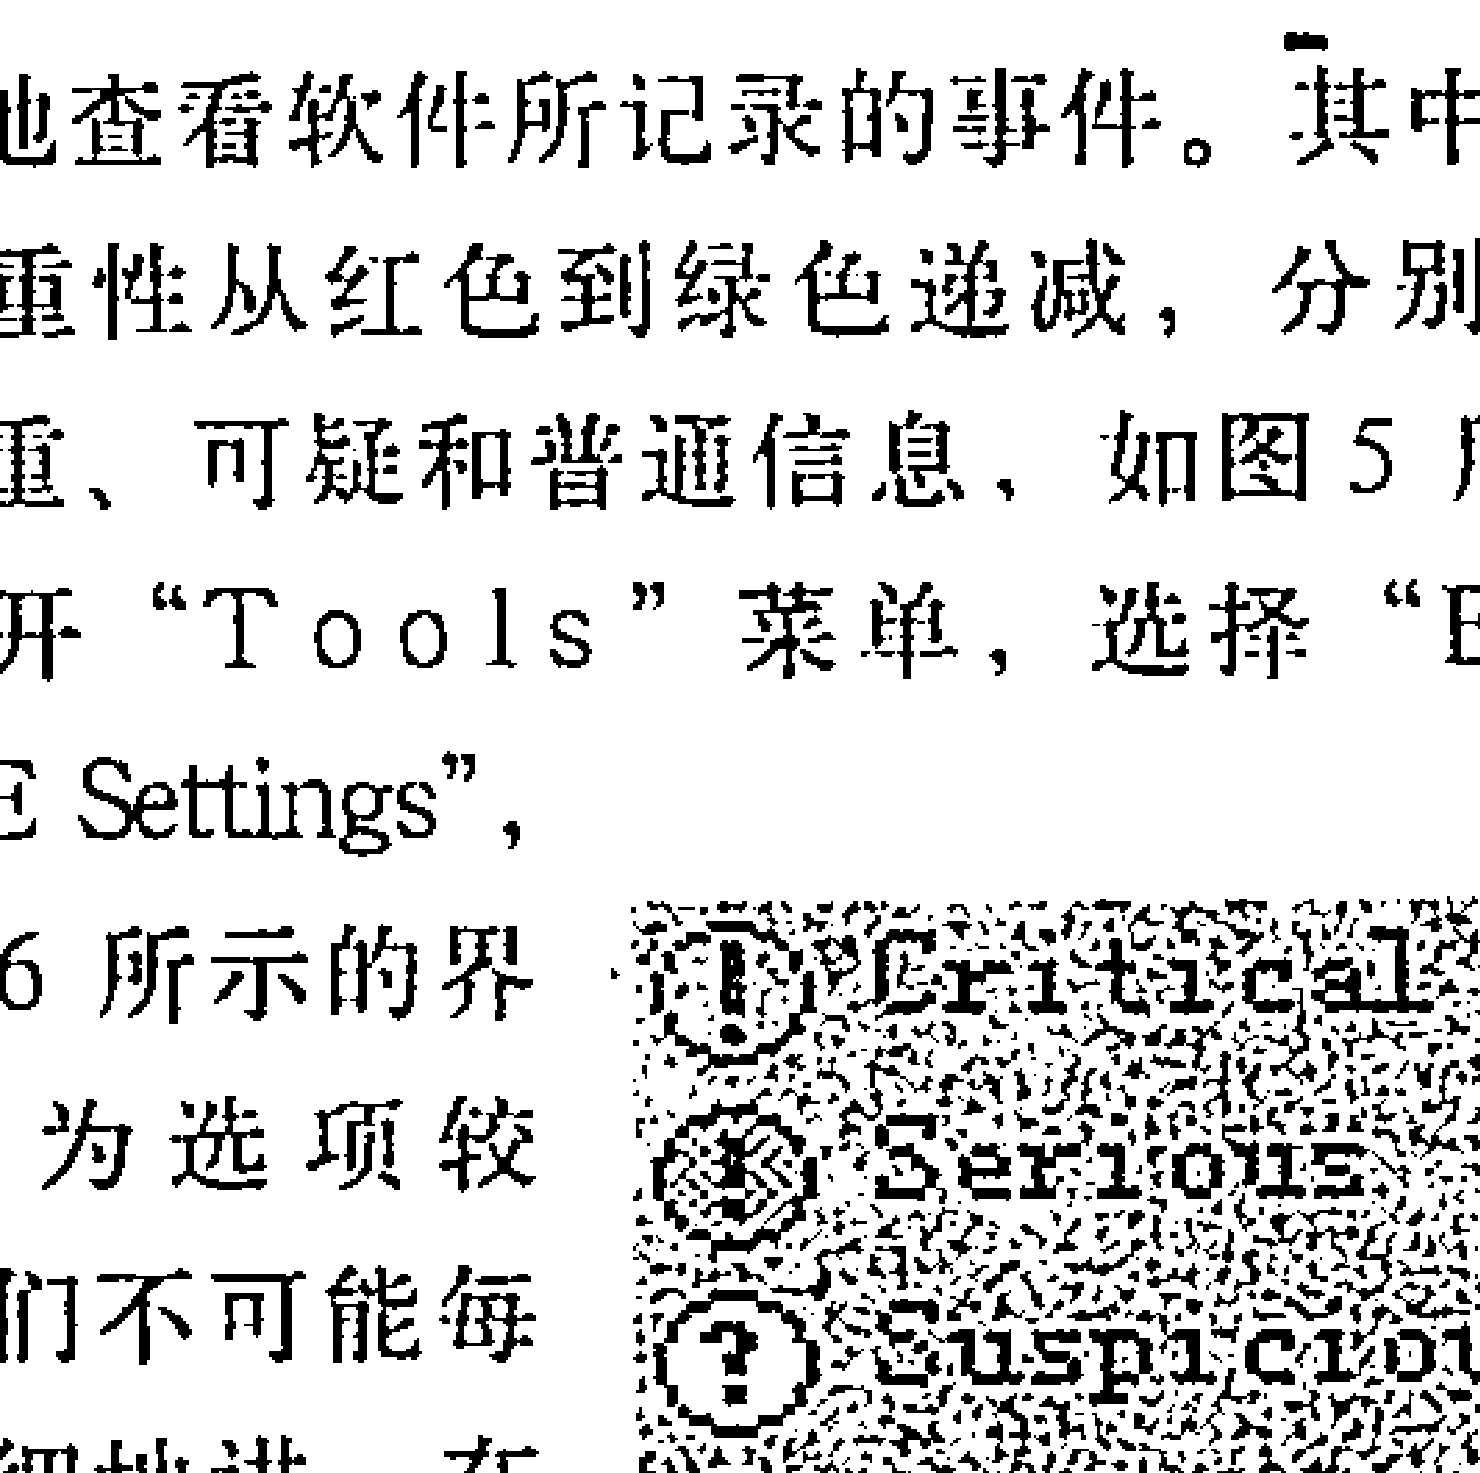 地查看软件所记录的事件。其中
重性从红色到绿色递减，分别
重、可疑和普通信息，如图5所
开“Tools”菜单，选择“E
E Settings”，
6 所示的界
为选项较
们不可能每
Critical
Serious
Suspiciou